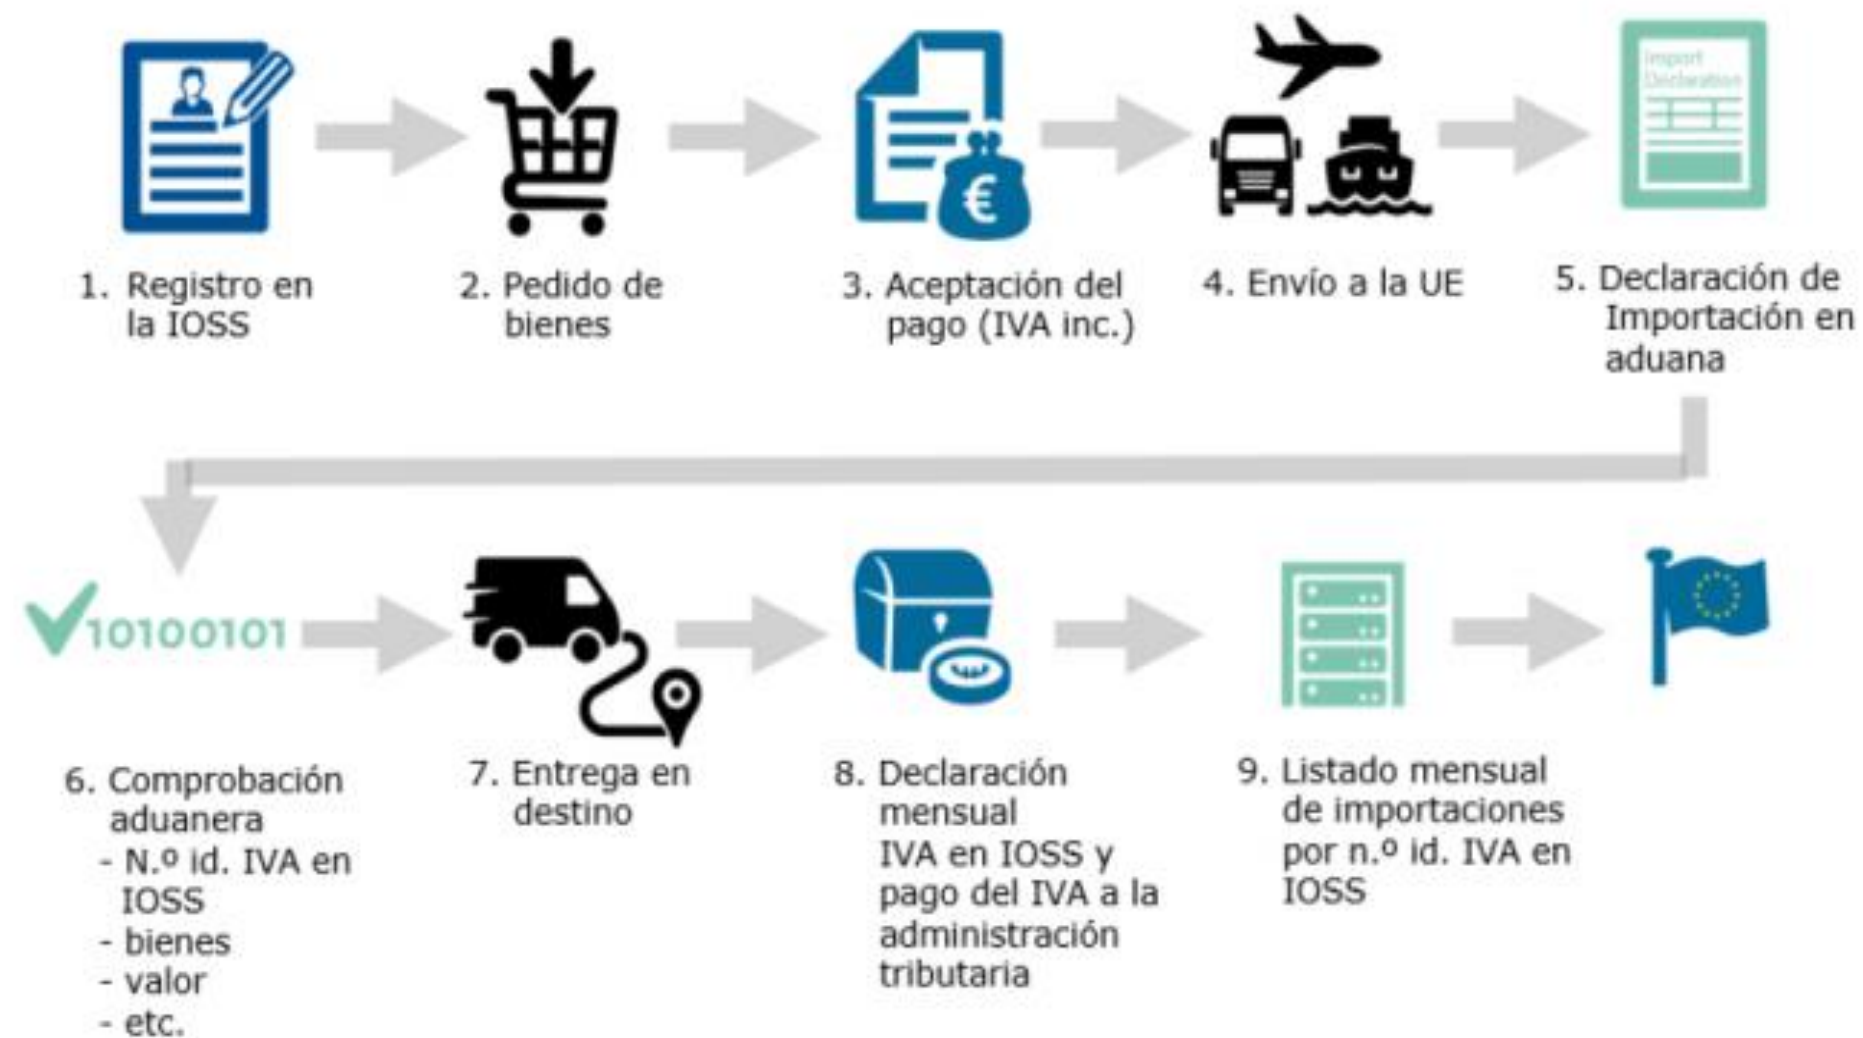 1. Registro en
la IOSS
2. Pedido de
bienes
3. Aceptación del
pago (IVA inc.)
4. Envío a la UE
Import
Declaration
5. Declaración de
Importación en
aduana
10100101
6. Comprobación
aduanera
- N.º id. IVA en
IOSS
- bienes
- valor
- etc.
7. Entrega en
destino
8. Declaración
mensual
IVA en IOSS y
pago del IVA a la
administración
tributaria
9. Listado mensual
de importaciones
por n.º id. IVA en
IOSS